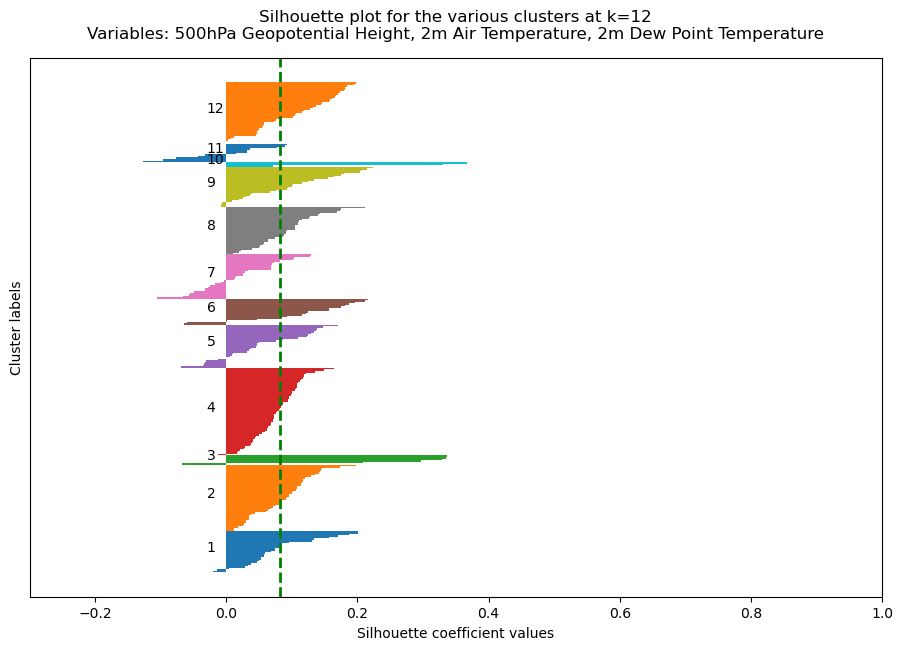 Silhouette plot for the various clusters at k=12
Variables: 500hPa Geopotential Height, 2m Air Temperature, 2m Dew Point Temperature
12
11
10
9
8
7
6
5
4
3
2
1
Cluster labels
−0.2 0.0 0.2 0.4 0.6 0.8 1.0
Silhouette coefficient values